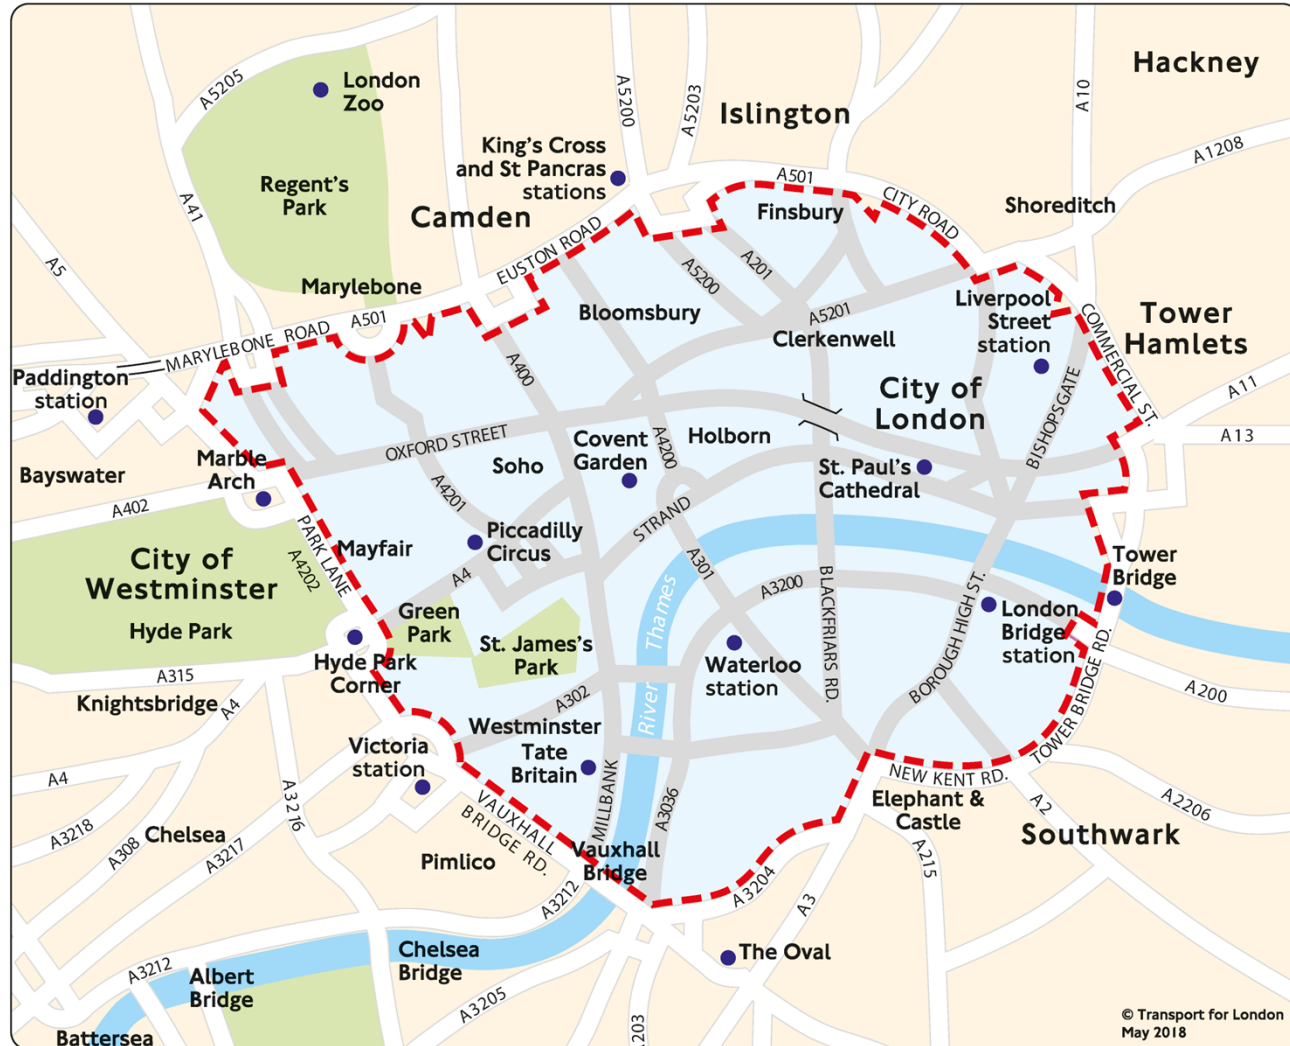 Hackney
London
Zoo
A5205
A5200
A5203
A10
Islington
King's Cross
and St Pancras
stations
A1208
A501
Regent's
Park
A41
Camden
Finsbury
CITY ROAD
Shoreditch
A5
EUSTON ROAD
A201
A5200
Marylebone
Bloomsbury
Liverpool
Street
station
A501
MARYLEBONE ROAD
A5201
Clerkenwell
COMMERCIAL ST.
Tower
Hamlets
Paddington
station
A400
City of
London
BISHOPSGATE
A11
A13
OXFORD STREET
Covent
Garden
A4200
Holborn
Soho
Marble
Arch
Bayswater
St. Paul's
Cathedral
A402
A4201
STRAND
PARK LANE
A4202
Mayfair
Piccadilly
Circus
City of
Westminster
Hyde Park
A4
A301
A3200
BLACKFRIARS RD.
BOROUGH HIGH ST.
Tower
Bridge
Green
Park
St. James's
Park
River Thames
London
Bridge
station
Waterloo
station
Hyde Park
Corner
A315
Knightsbridge
A4
A302
TOWER BRIDGE RD.
A200
Westminster
Tate
Britain
Victoria
station
A4
A3216
MILLBANK
A3036
NEW KENT RD.
Elephant &
Castle
A2
A2206
Southwark
A3218
A308
Chelsea
A3217
VAUXHALL
BRIDGE RD.
Vauxhall
Bridge
Pimlico
A3212
A3204
A3
A215
The Oval
Chelsea
Bridge
A3212
Albert
Bridge
A3205
203
Battersea
© Transport for London
May 2018